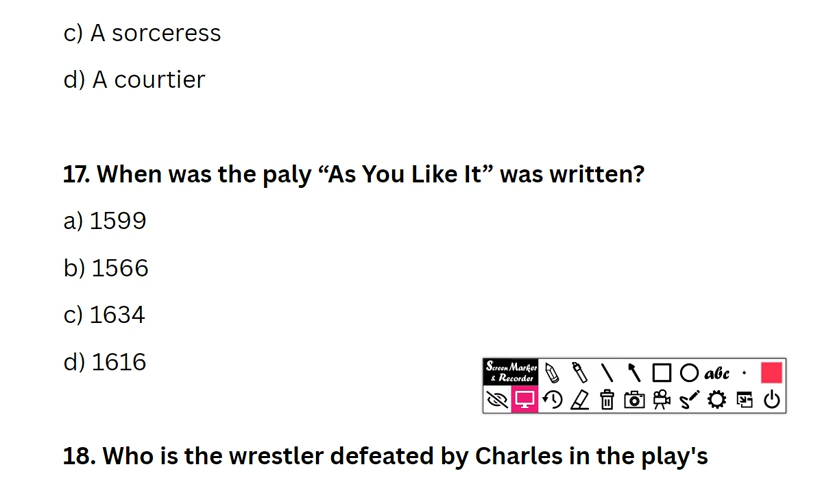 c) A sorceress
d) A courtier
17. When was the paly “As You Like It” was written?
a) 1599
b) 1566
c) 1634
d) 1616
Screen Marker
& Recorder
abc
18. Who is the wrestler defeated by Charles in the play's